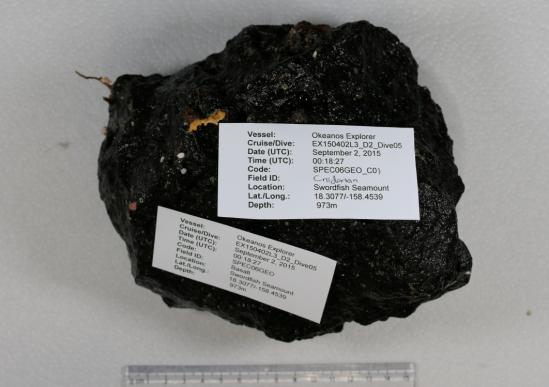 Vessel: Okeanos Explorer
Cruise/Dive: EX150402L3_D2_Dive05
Date (UTC): September 2, 2015
Time (UTC): 00:18:27
Code: SPEC06GEO_C0)
Field ID: Cnidarian
Location: Swordfish Seamount
Lat./Long.: 18.3077/-158.4539
Depth: 973m
Vessel: Okeanos Explorer
Cruise/Dive: EX150402L3_D2_Dive05
Date (UTC): September 2, 2015
Time (UTC): 00:18:27
Code: SPEC06GEO
Field ID: Basalt
Location: Swordfish Seamount
Lat./Long.: 18.3077/-158.4539
Depth: 973m